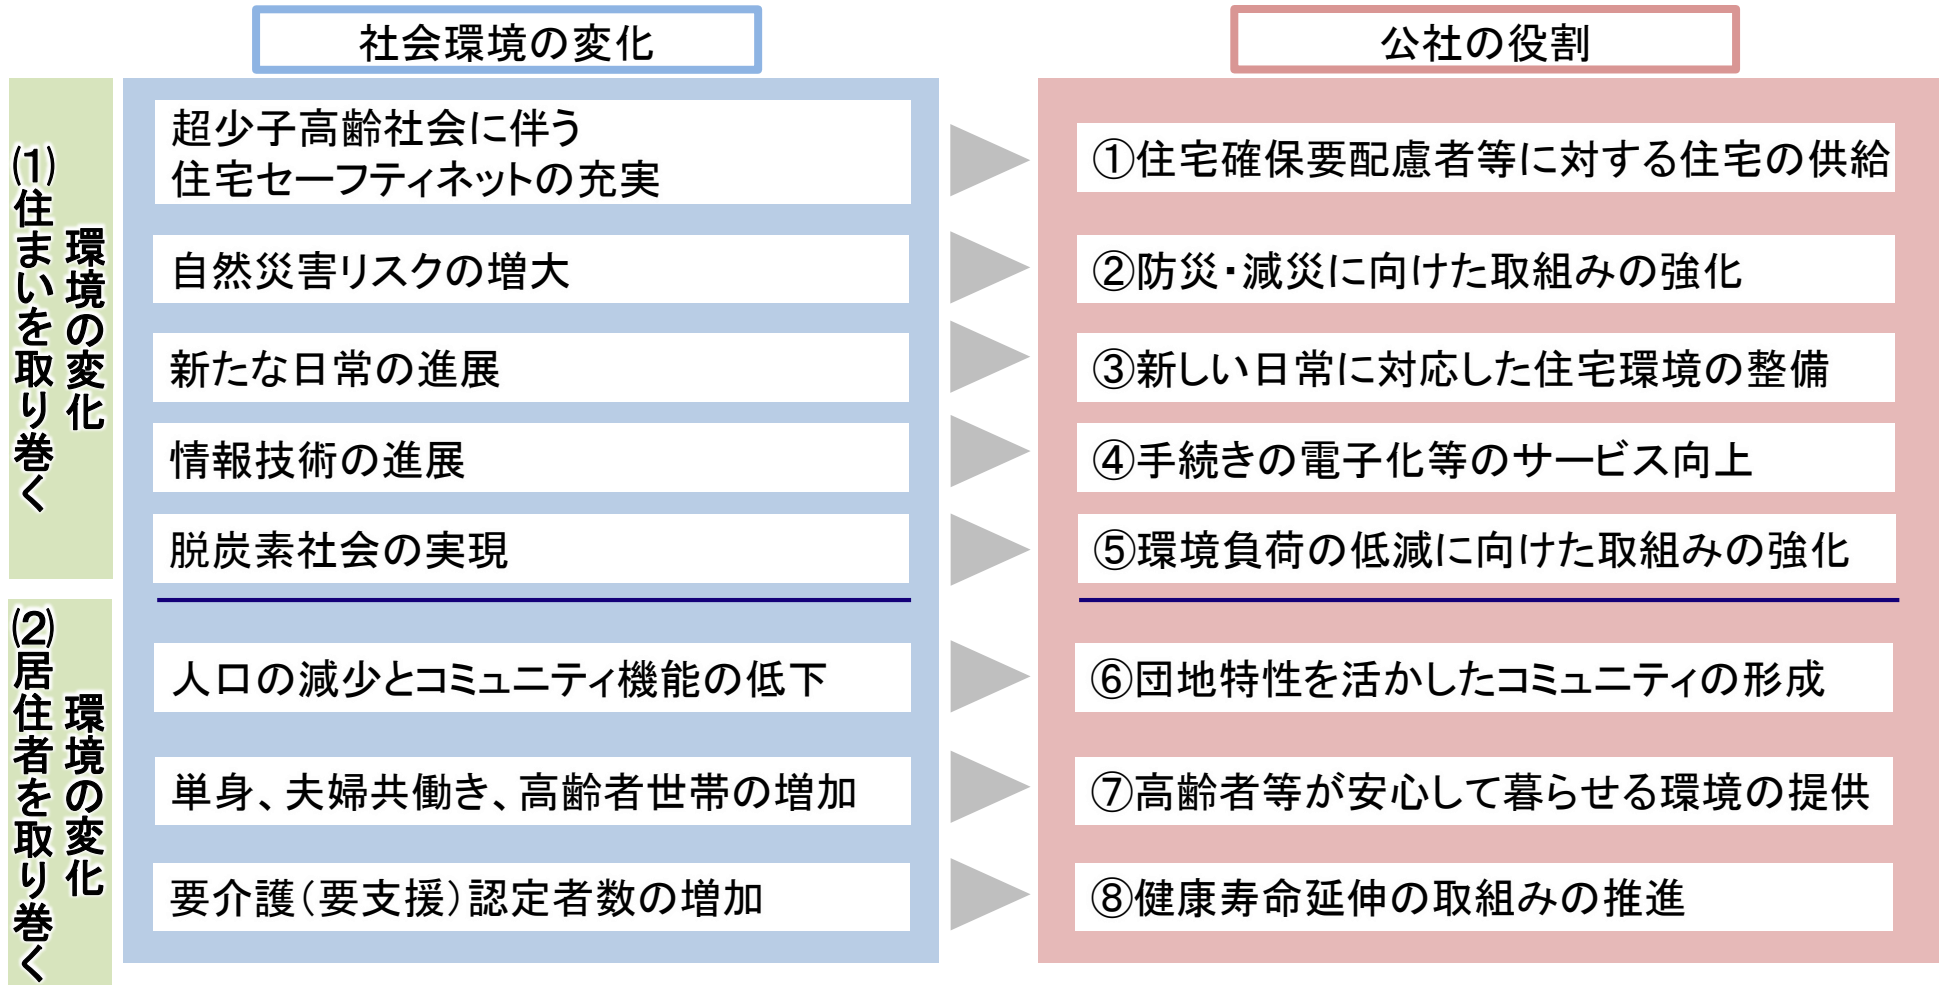 社会環境の変化
公社の役割
(1)住まいを取り巻く
環境の変化
超少子高齢社会に伴う
住宅セーフティネットの充実
①住宅確保要配慮者等に対する住宅の供給
自然災害リスクの増大
②防災・減災に向けた取組みの強化
新たな日常の進展
③新しい日常に対応した住宅環境の整備
情報技術の進展
④手続きの電子化等のサービス向上
脱炭素社会の実現
⑤環境負荷の低減に向けた取組みの強化
(2)居住者を取り巻く
環境の変化
人口の減少とコミュニティ機能の低下
⑥団地特性を活かしたコミュニティの形成
単身、夫婦共働き、高齢者世帯の増加
⑦高齢者等が安心して暮らせる環境の提供
要介護(要支援)認定者数の増加
⑧健康寿命延伸の取組みの推進